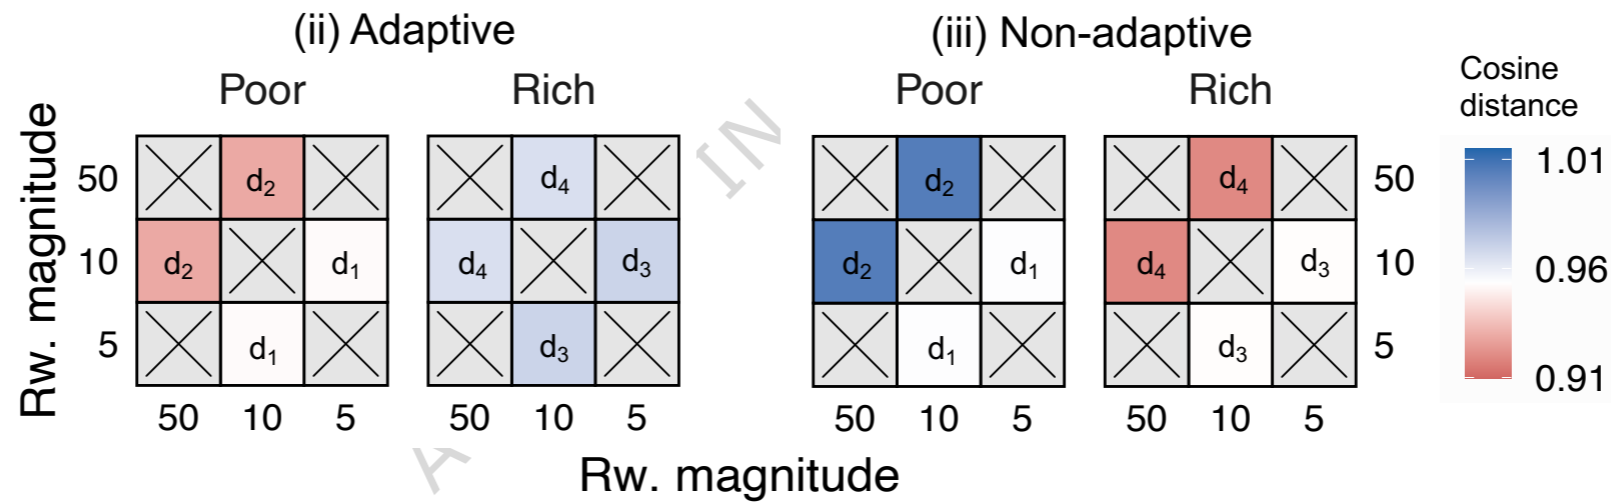 (ii) Adaptive (iii) Non-adaptive
Poor Rich Poor Rich
Cosine
distance
Rw. magnitude
50 d₂ d₄ d₂ d₄ 50
10 d₂ d₁ d₄ d₃ d₂ d₁ d₄ d₃ 10
5 d₁ d₃ d₁ d₃ 5
50 10 5 50 10 5 50 10 5 50 10 5
Rw. magnitude
1.01
0.96
0.91
A
IN